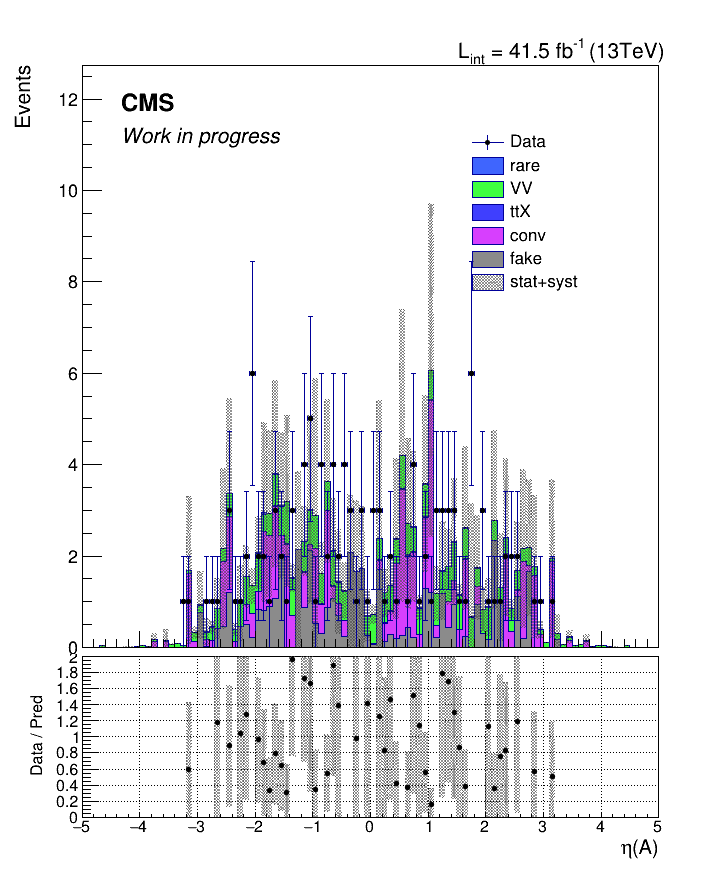 L_int = 41.5 fb^-1 (13TeV)
Events
CMS
Work in progress
Data
rare
VV
ttX
conv
fake
stat+syst
12
10
8
6
4
2
0
Data / Pred
2
1.8
1.6
1.4
1.2
1
0.8
0.6
0.4
0.2
0
−5 −4 −3 −2 −1 0 1 2 3 4 5
η(A)